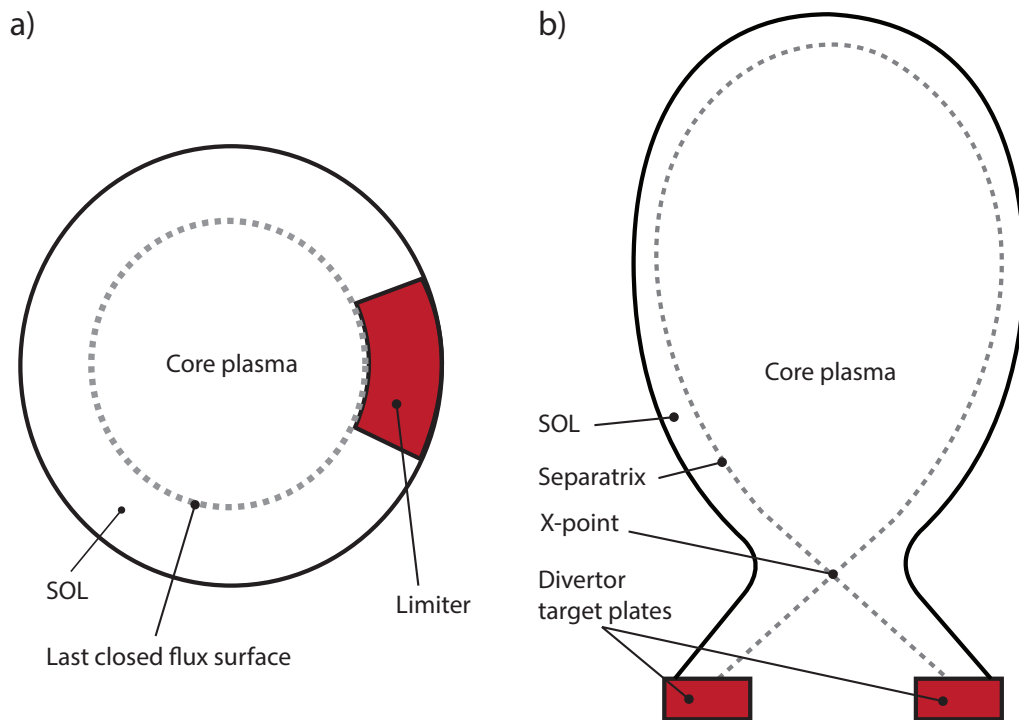 a)
Core plasma
SOL
Limiter
Last closed flux surface
b)
Core plasma
SOL
Separatrix
X-point
Divertor
target plates